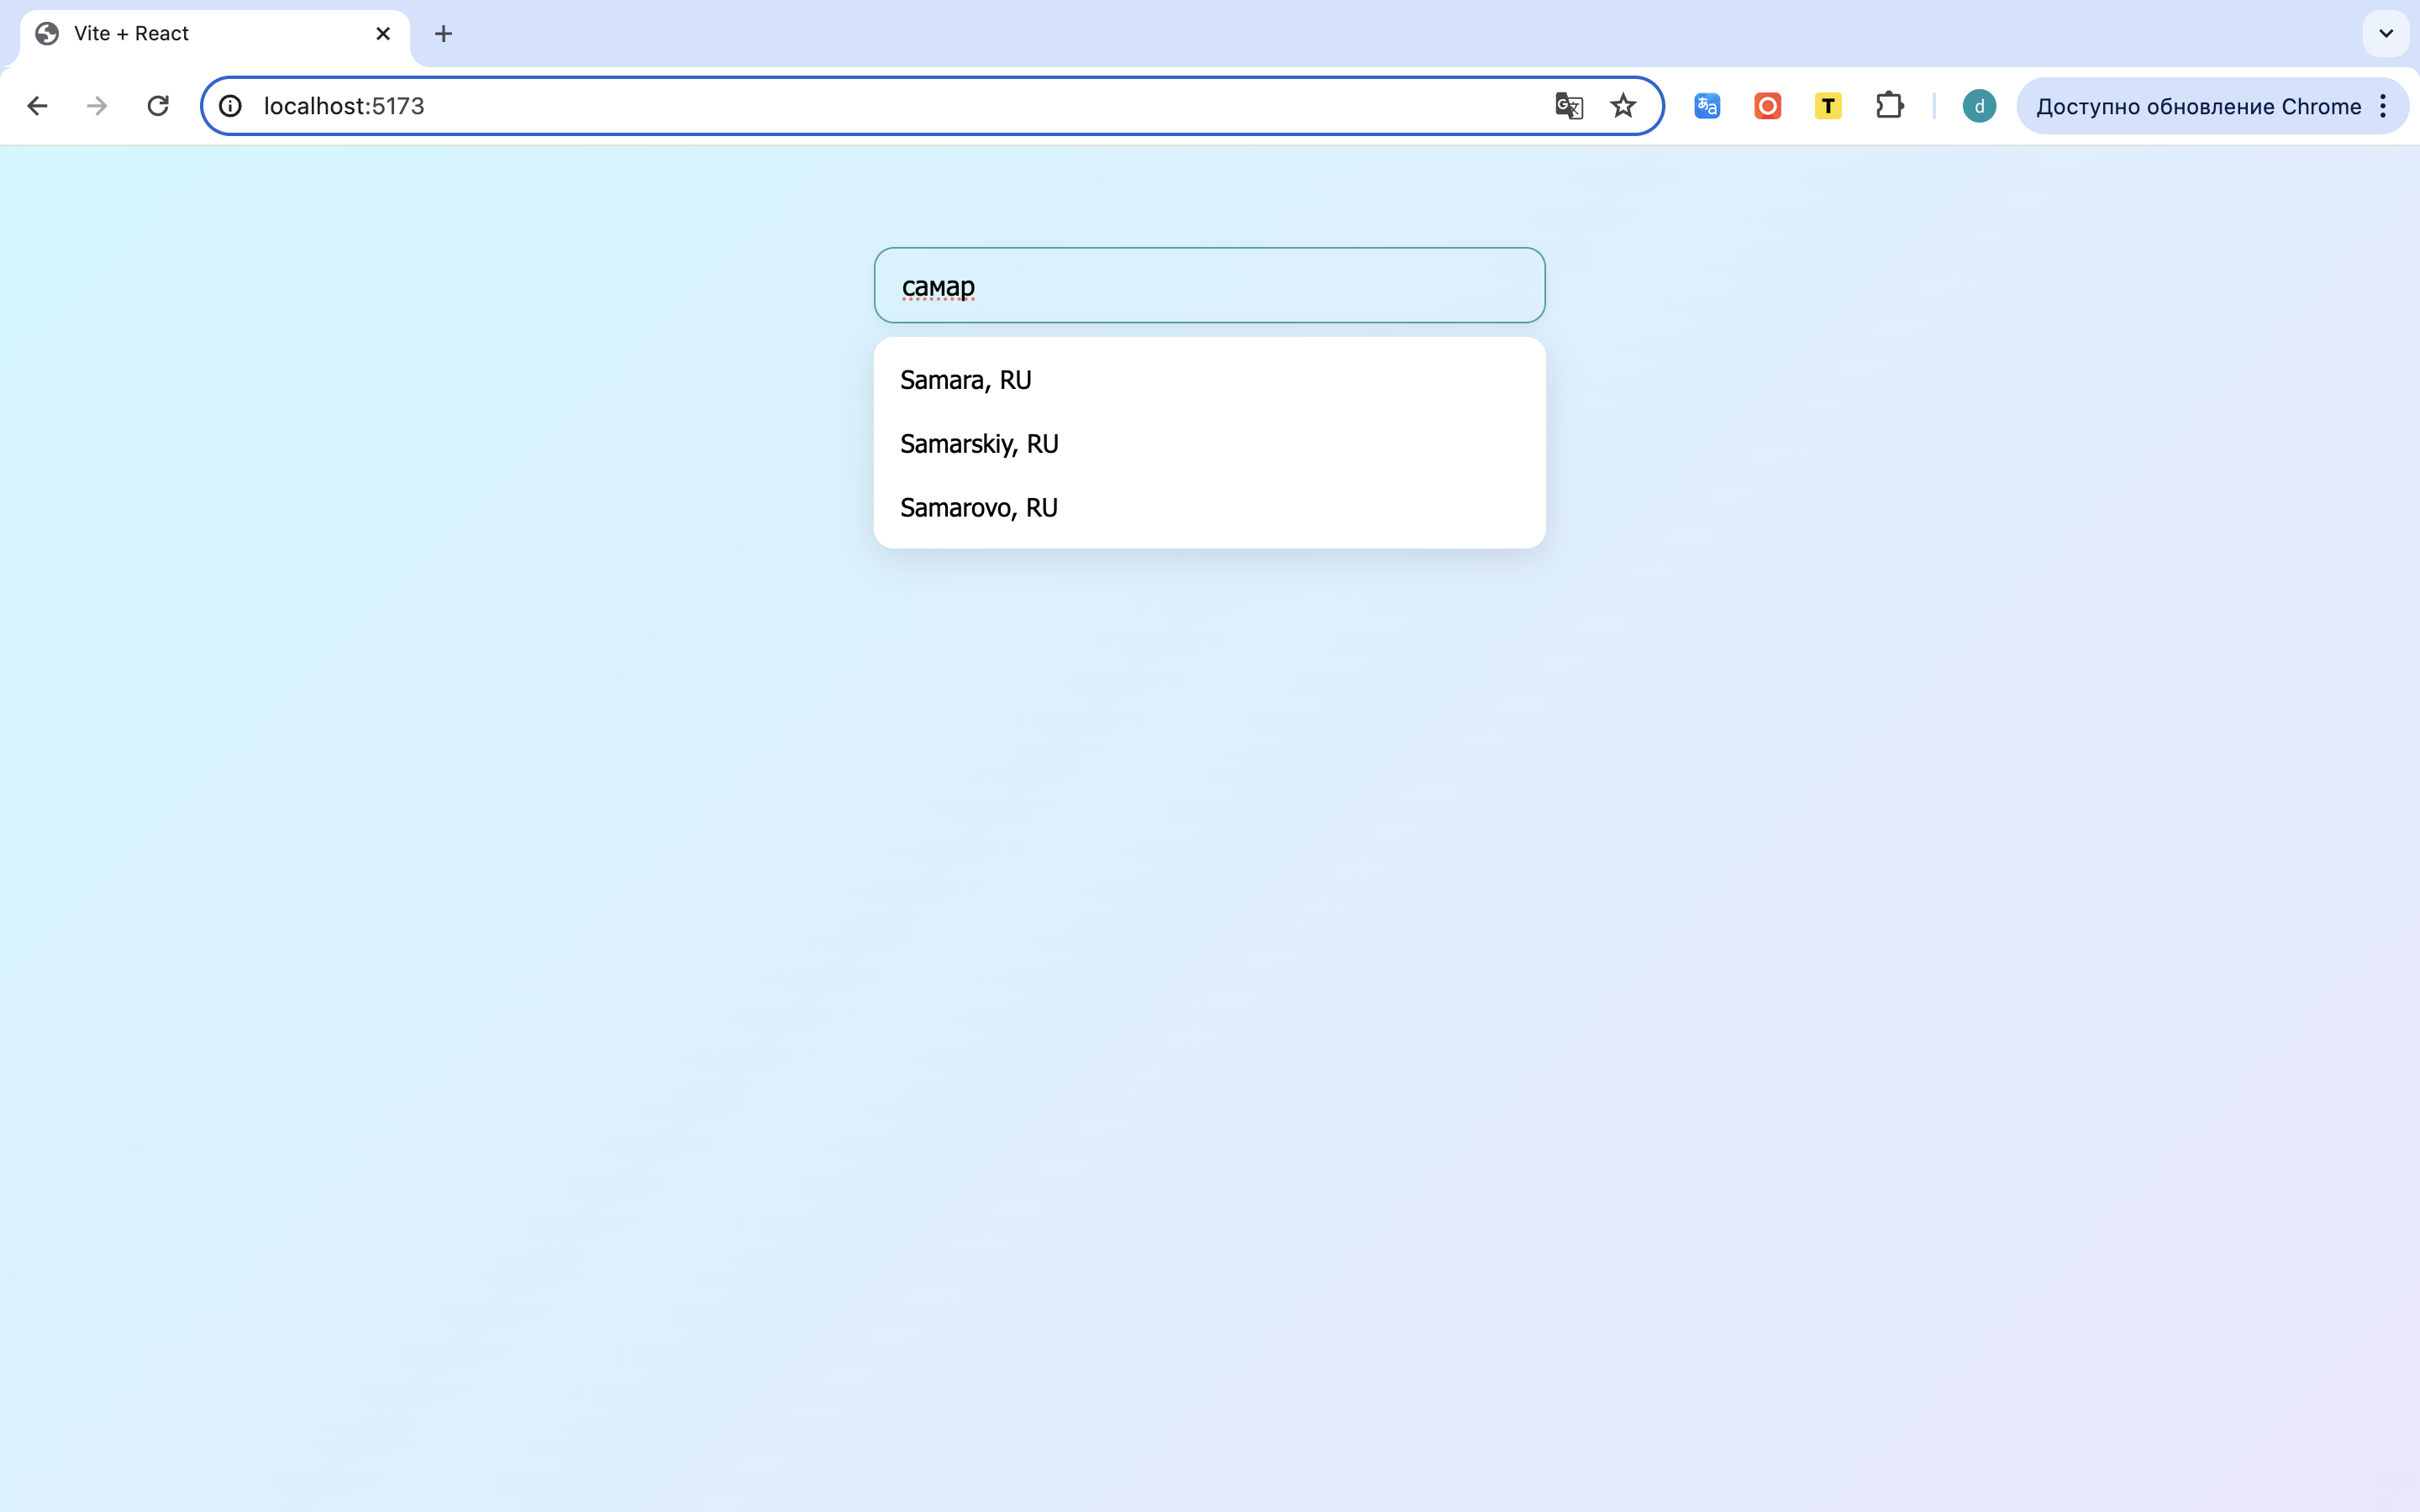 Vite + React
localhost:5173
T
d
Доступно обновление Chrome
самар
Samara, RU
Samarskiy, RU
Samarovo, RU